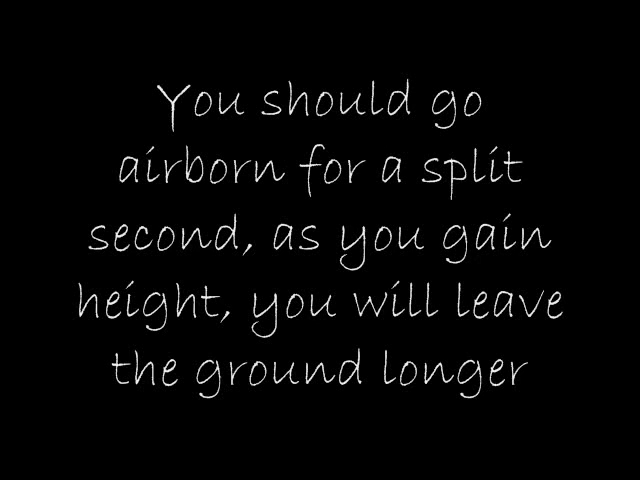 You should go
airborn for a split
second, as you gain
height, you will leave
the ground longer